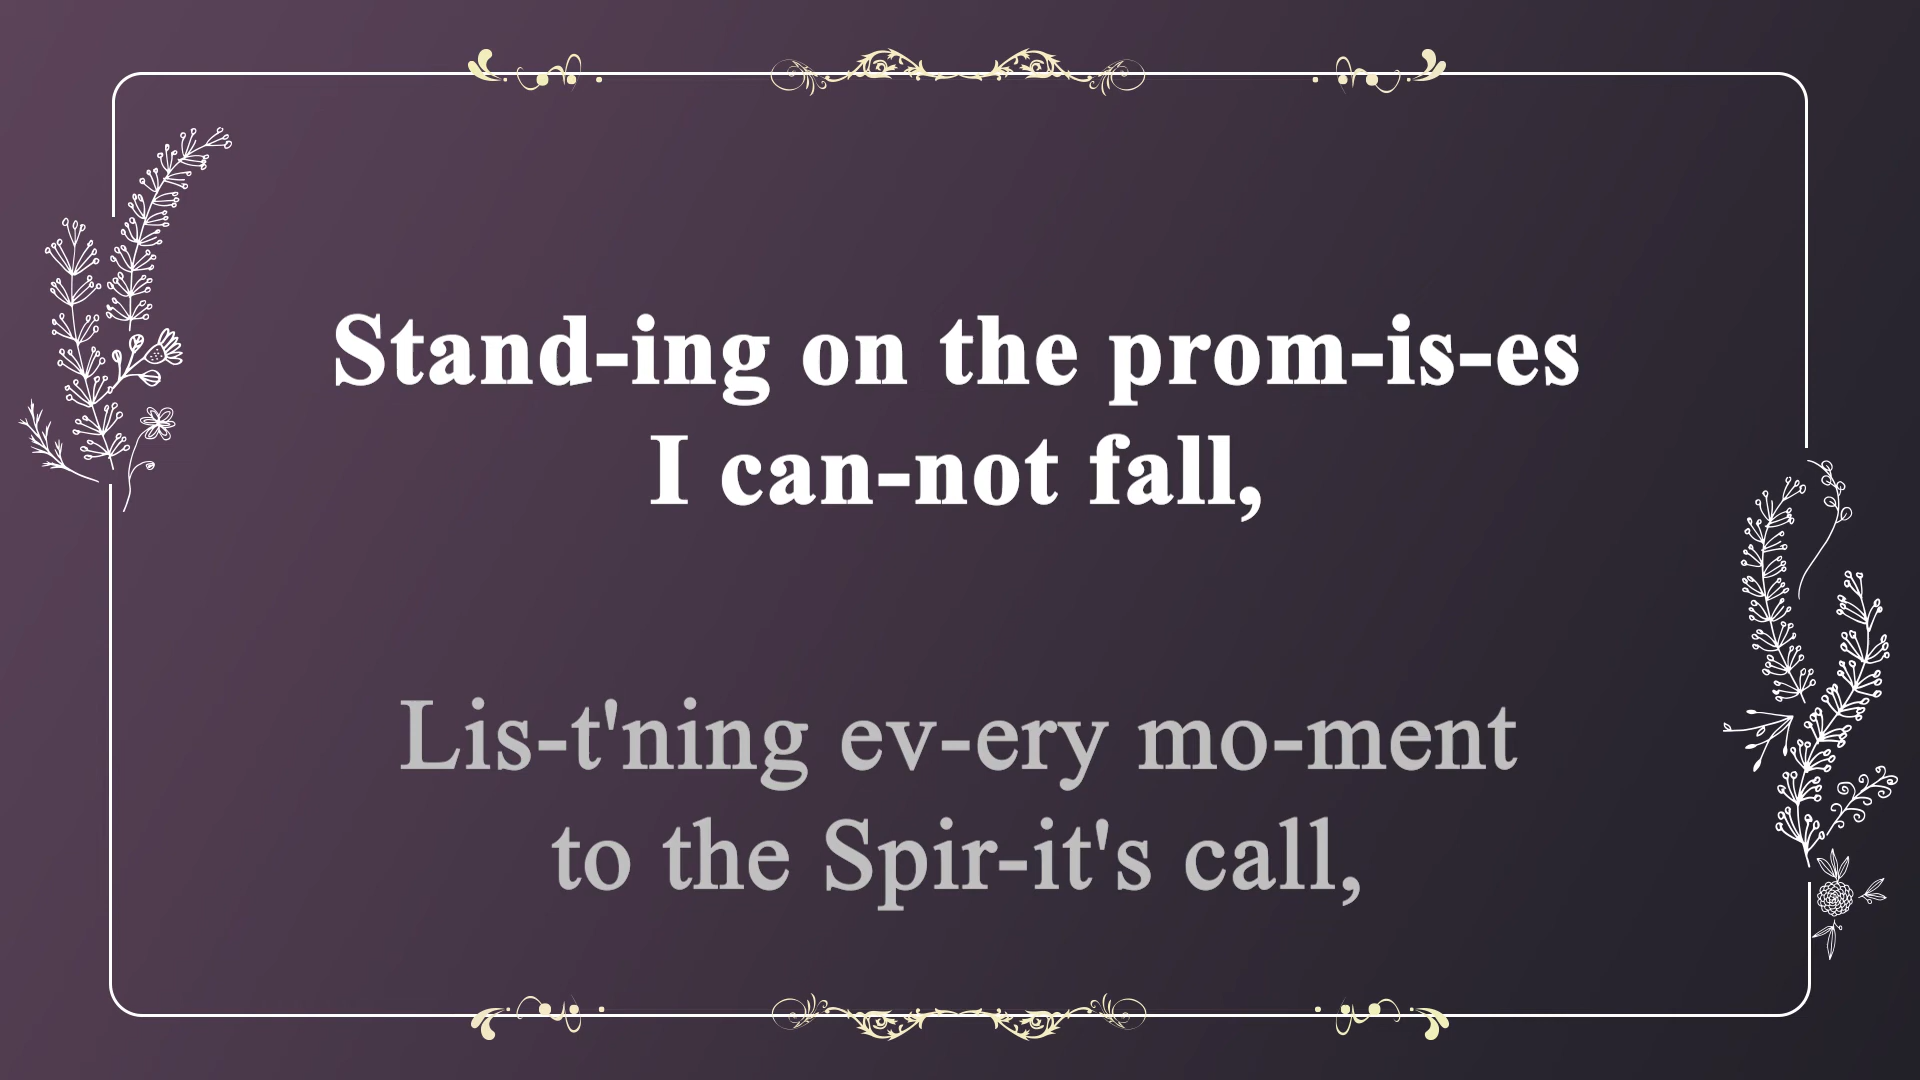 Stand-ing on the prom-is-es
I can-not fall,
Lis-t'ning ev-ery mo-ment
to the Spir-it's call,